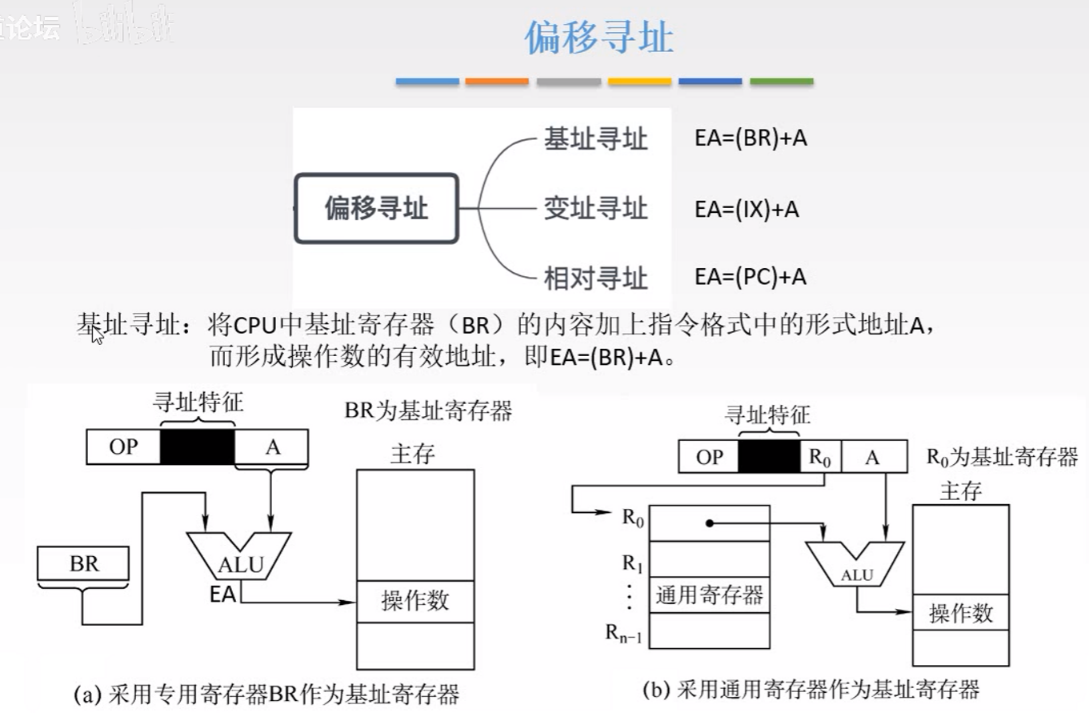 论坛
bilibili
偏移寻址
偏移寻址
基址寻址 EA=(BR)+A
变址寻址 EA=(IX)+A
相对寻址 EA=(PC)+A
基址寻址：将CPU中基址寄存器（BR）的内容加上指令格式中的形式地址A，
而形成操作数的有效地址，即EA=(BR)+A。
寻址特征
BR为基址寄存器
OP A
主存
BR
ALU
EA
操作数
(a) 采用专用寄存器BR作为基址寄存器
寻址特征
OP R0 A R0为基址寄存器
主存
R0
R1
⋮
Rn−1
通用寄存器
ALU
操作数
(b) 采用通用寄存器作为基址寄存器